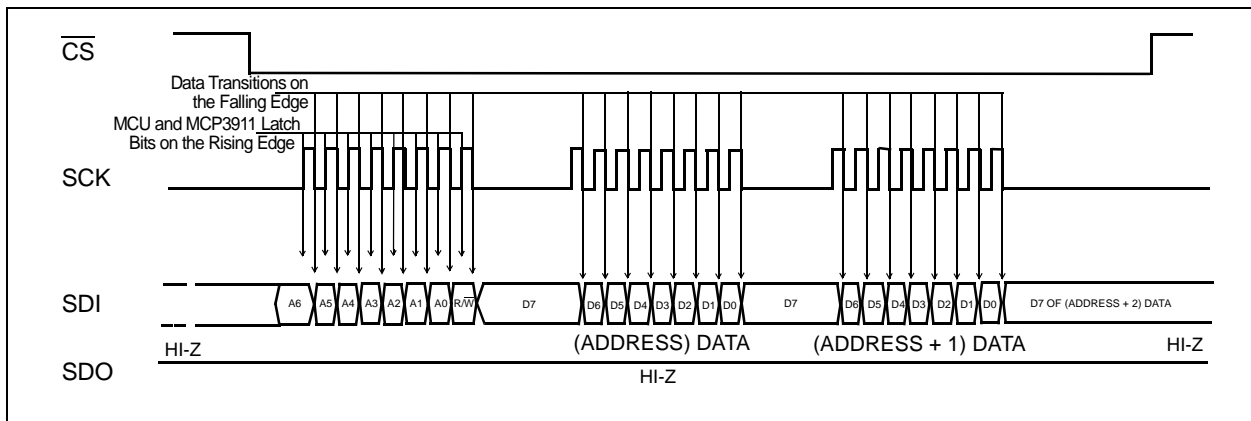 CS
Data Transitions on
the Falling Edge
MCU and MCP3911 Latch
Bits on the Rising Edge
SCK
SDI
A6 A5 A4 A3 A2 A1 A0 R/W D7 D6 D5 D4 D3 D2 D1 D0 D7 D6 D5 D4 D3 D2 D1 D0 D7 OF (ADDRESS + 2) DATA
HI-Z (ADDRESS) DATA (ADDRESS + 1) DATA HI-Z
SDO
HI-Z